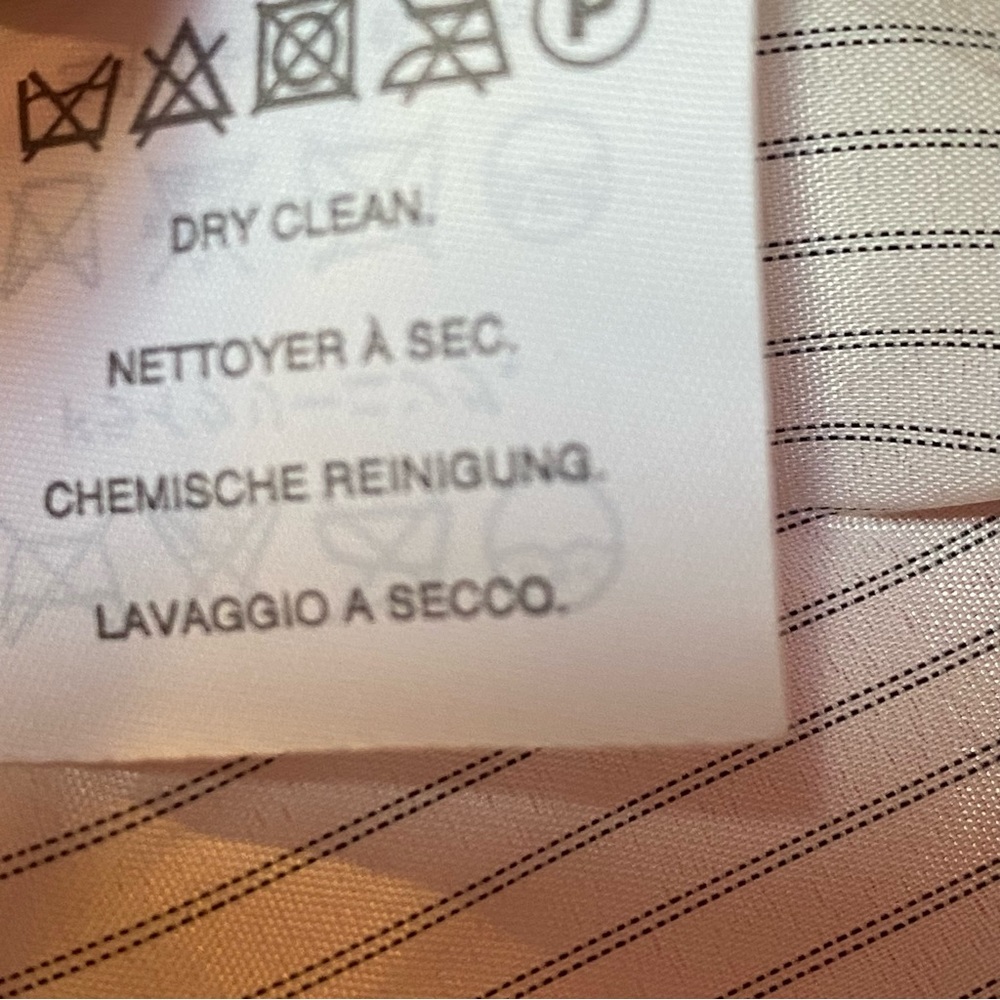 P
DRY CLEAN.
NETTOYER À SEC.
CHEMISCHE REINIGUNG.
LAVAGGIO A SECCO.